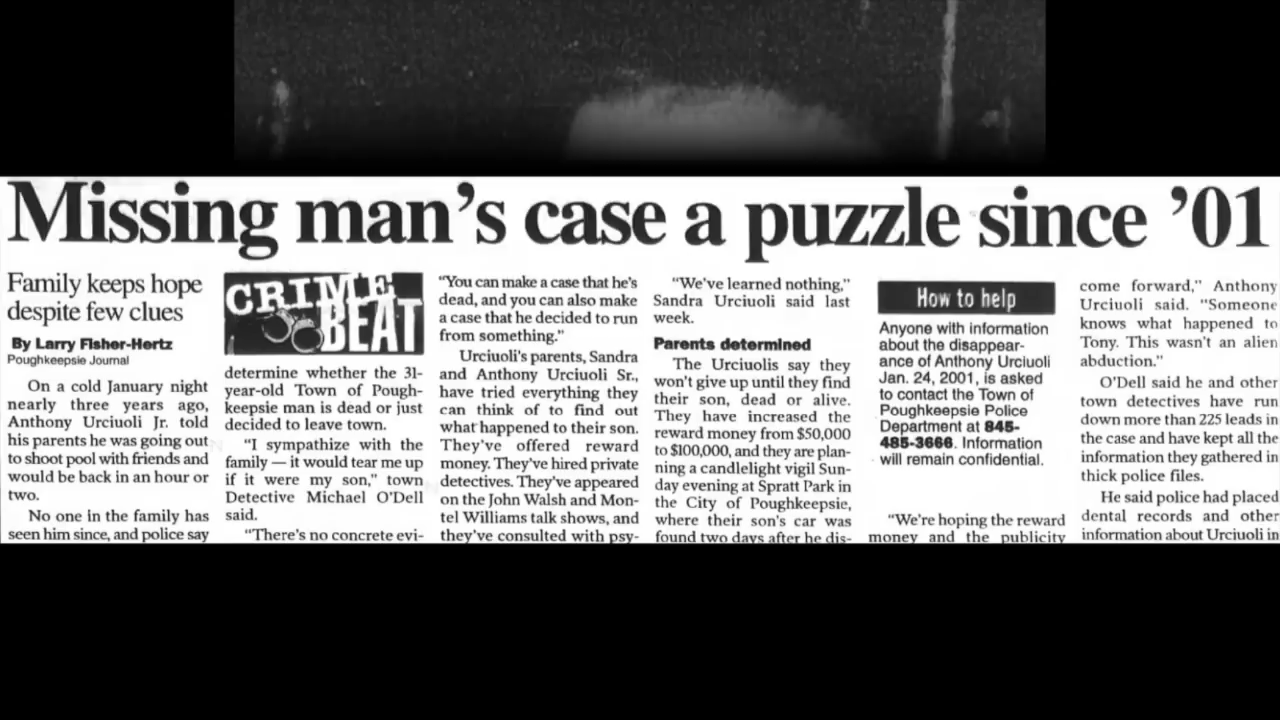 Missing man's case a puzzle since '01
Family keeps hope
despite few clues
By Larry Fisher-Hertz
Poughkeepsie Journal
On a cold January night
nearly three years ago,
Anthony Urciuoli Jr. told
his parents he was going out
to shoot pool with friends and
would be back in an hour or
two.
No one in the family has
seen him since, and police say
CRIME
BEAT
determine whether the 31-
year-old Town of Pough-
keepsie man is dead or just
decided to leave town.
"I sympathize with the
family — it would tear me up
if it were my son," town
Detective Michael O'Dell
said.
"There's no concrete evi-
"You can make a case that he's
dead, and you can also make
a case that he decided to run
from something."
Urciuoli's parents, Sandra
and Anthony Urciuoli Sr.,
have tried everything they
can think of to find out
what happened to their son.
They've offered reward
money. They've hired private
detectives. They've appeared
on the John Walsh and Mon-
tel Williams talk shows, and
they've consulted with psy-
"We've learned nothing,"
Sandra Urciuoli said last
week.
Parents determined
The Urciuolis say they
won't give up until they find
their son, dead or alive.
They have increased the
reward money from $50,000
to $100,000, and they are plan-
ning a candlelight vigil Sun-
day evening at Spratt Park in
the City of Poughkeepsie,
where their son's car was
found two days after he dis-
How to help
Anyone with information
about the disappear-
ance of Anthony Urciuoli
Jan. 24, 2001, is asked
to contact the Town of
Poughkeepsie Police
Department at 845-
485-3666. Information
will remain confidential.
"We're hoping the reward
money and the publicity
come forward," Anthony
Urciuoli said. "Someone
knows what happened to
Tony. This wasn't an alien
abduction."
O'Dell said he and other
town detectives have run
down more than 225 leads in
the case and have kept all the
information they gathered in
thick police files.
He said police had placed
dental records and other
information about Urciuoli in